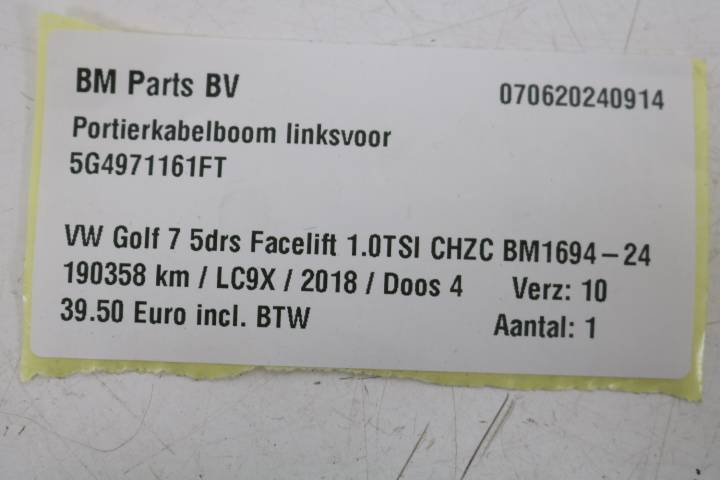 BM Parts BV 070620240914
Portierkabelboom linksvoor
5G4971161FT
VW Golf 7 5drs Facelift 1.0TSI CHZC BM1694-24
190358 km / LC9X / 2018 / Doos 4 Verz: 10
39.50 Euro incl. BTW Aantal: 1